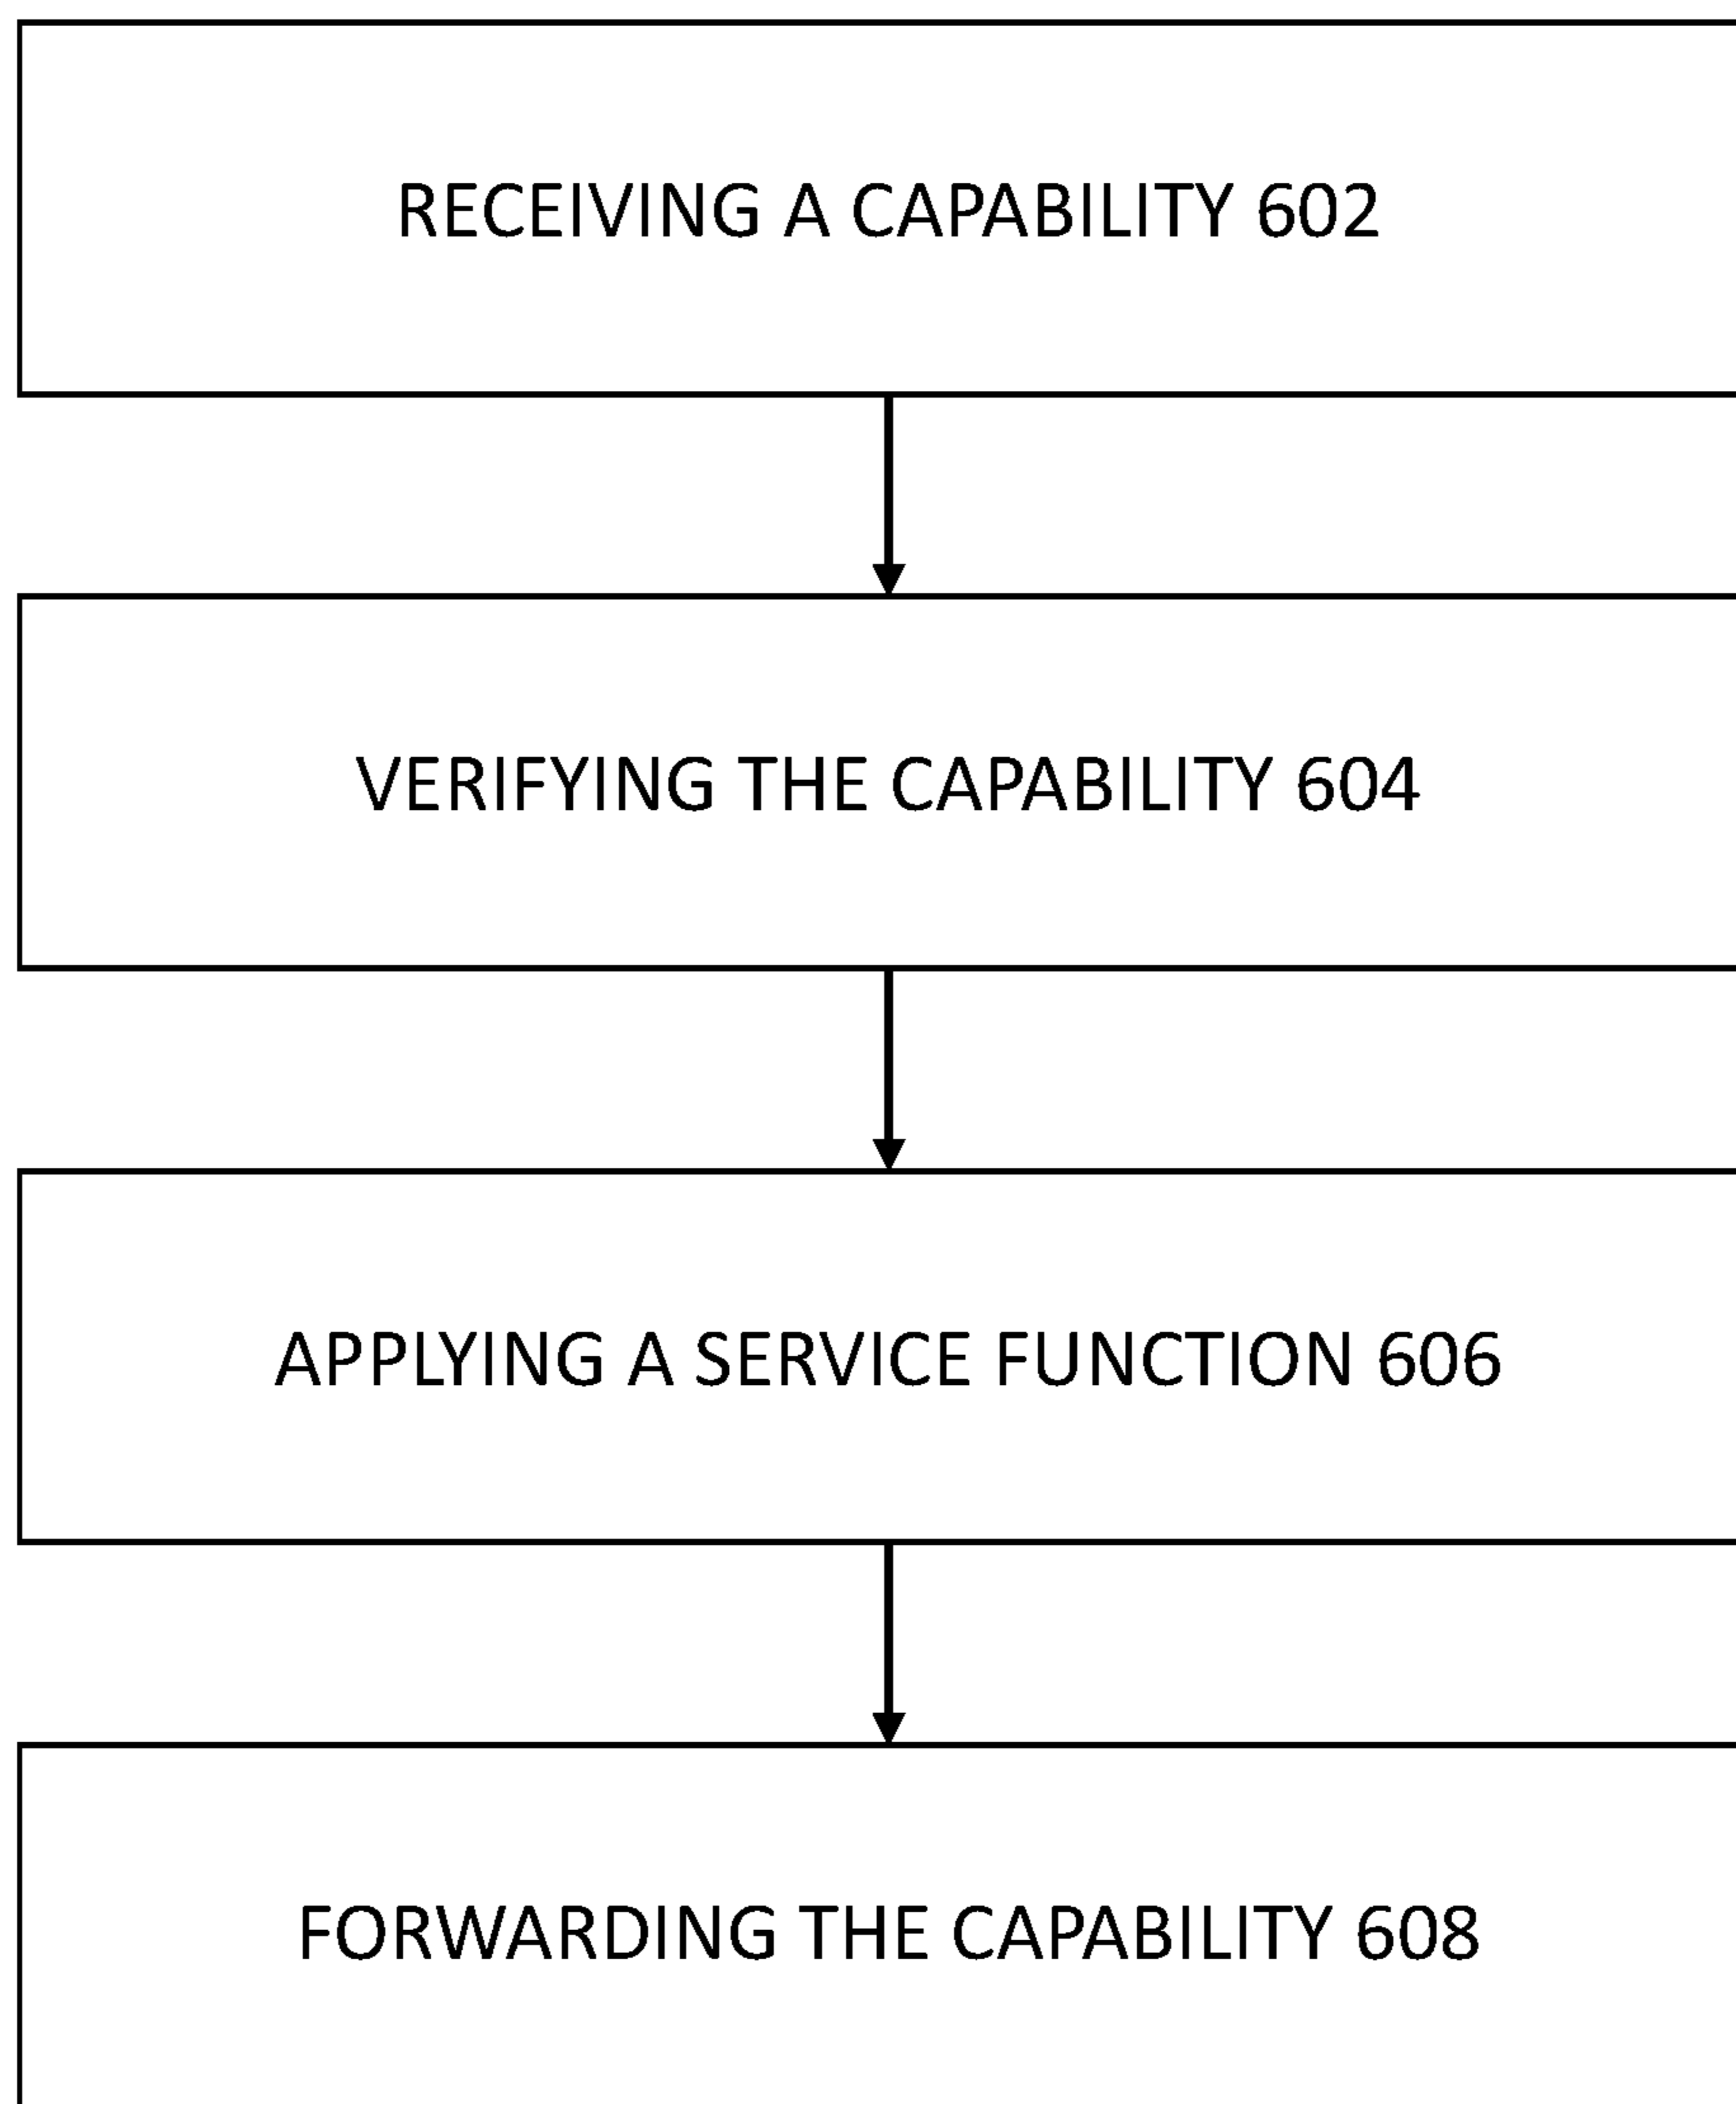 RECEIVING A CAPABILITY 602
VERIFYING THE CAPABILITY 604
APPLYING A SERVICE FUNCTION 606
FORWARDING THE CAPABILITY 608